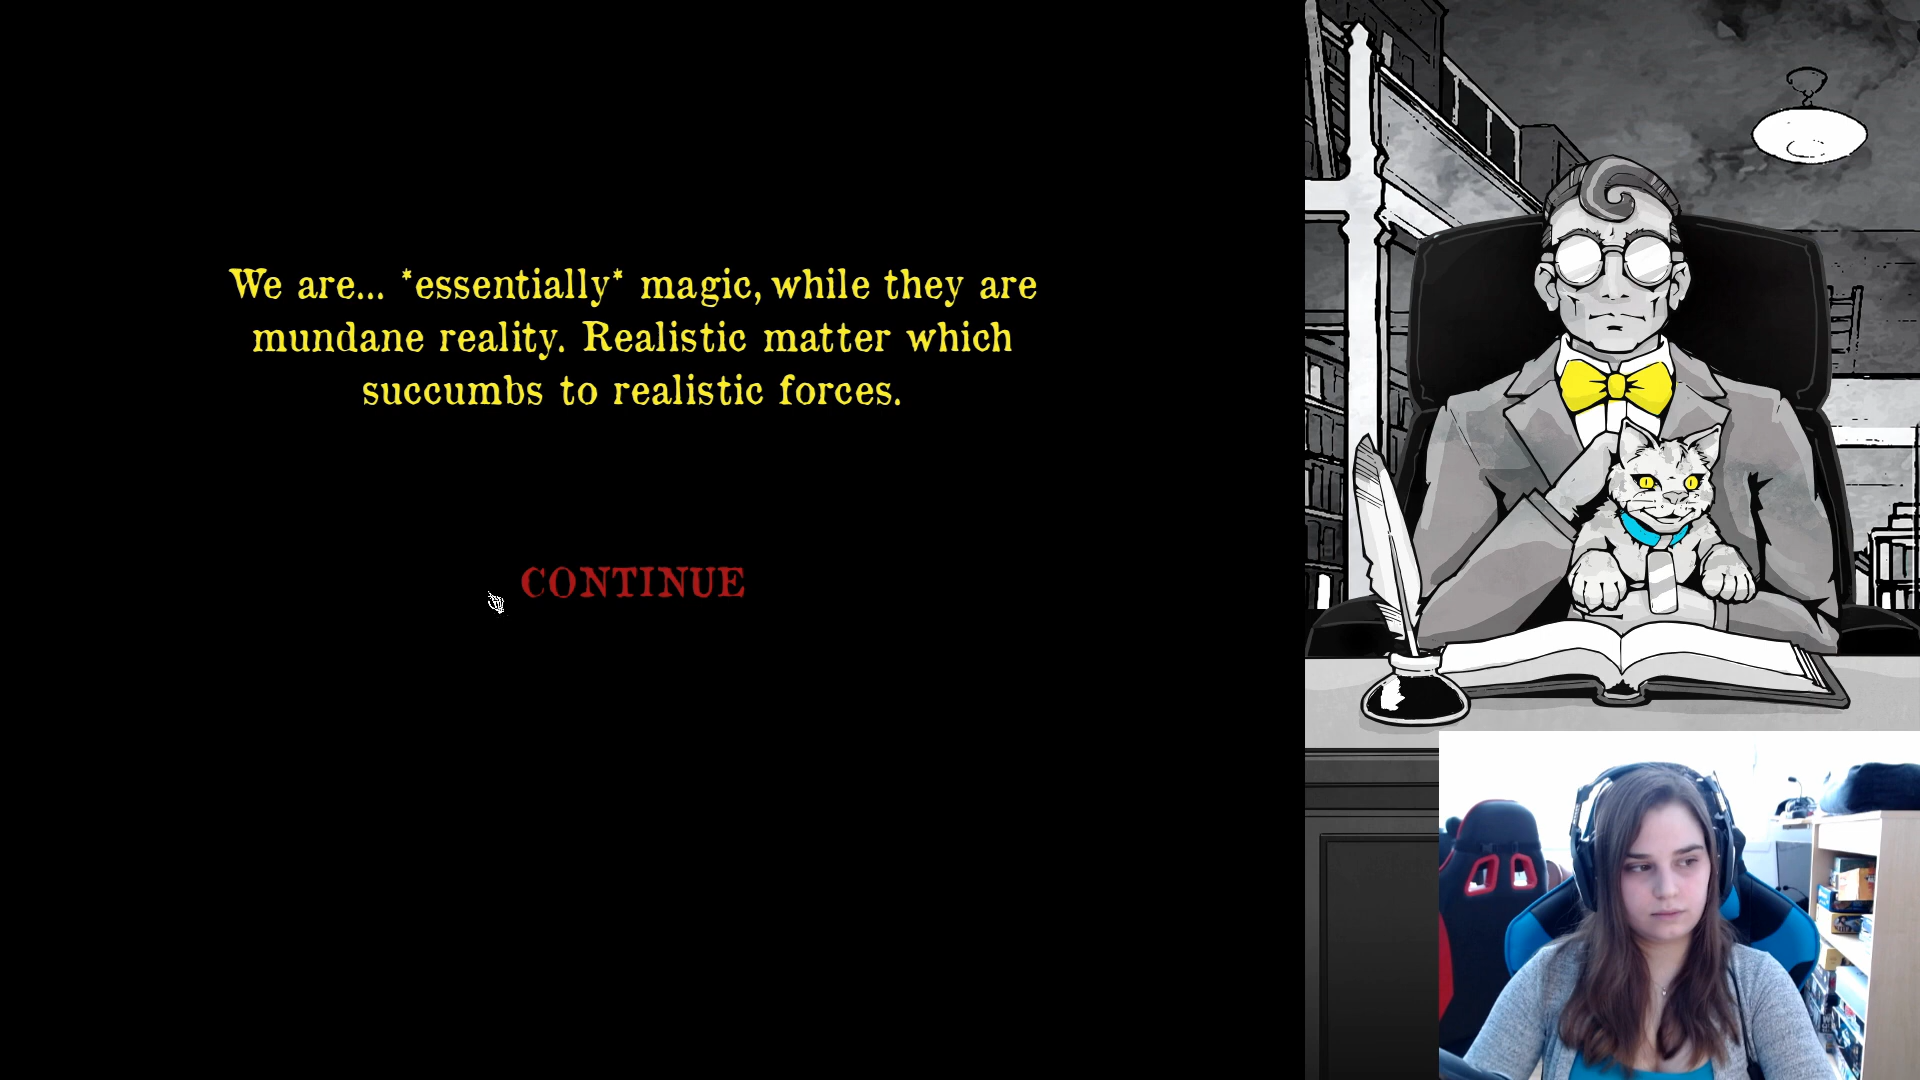 We are... *essentially* magic, while they are
mundane reality. Realistic matter which
succumbs to realistic forces.
CONTINUE